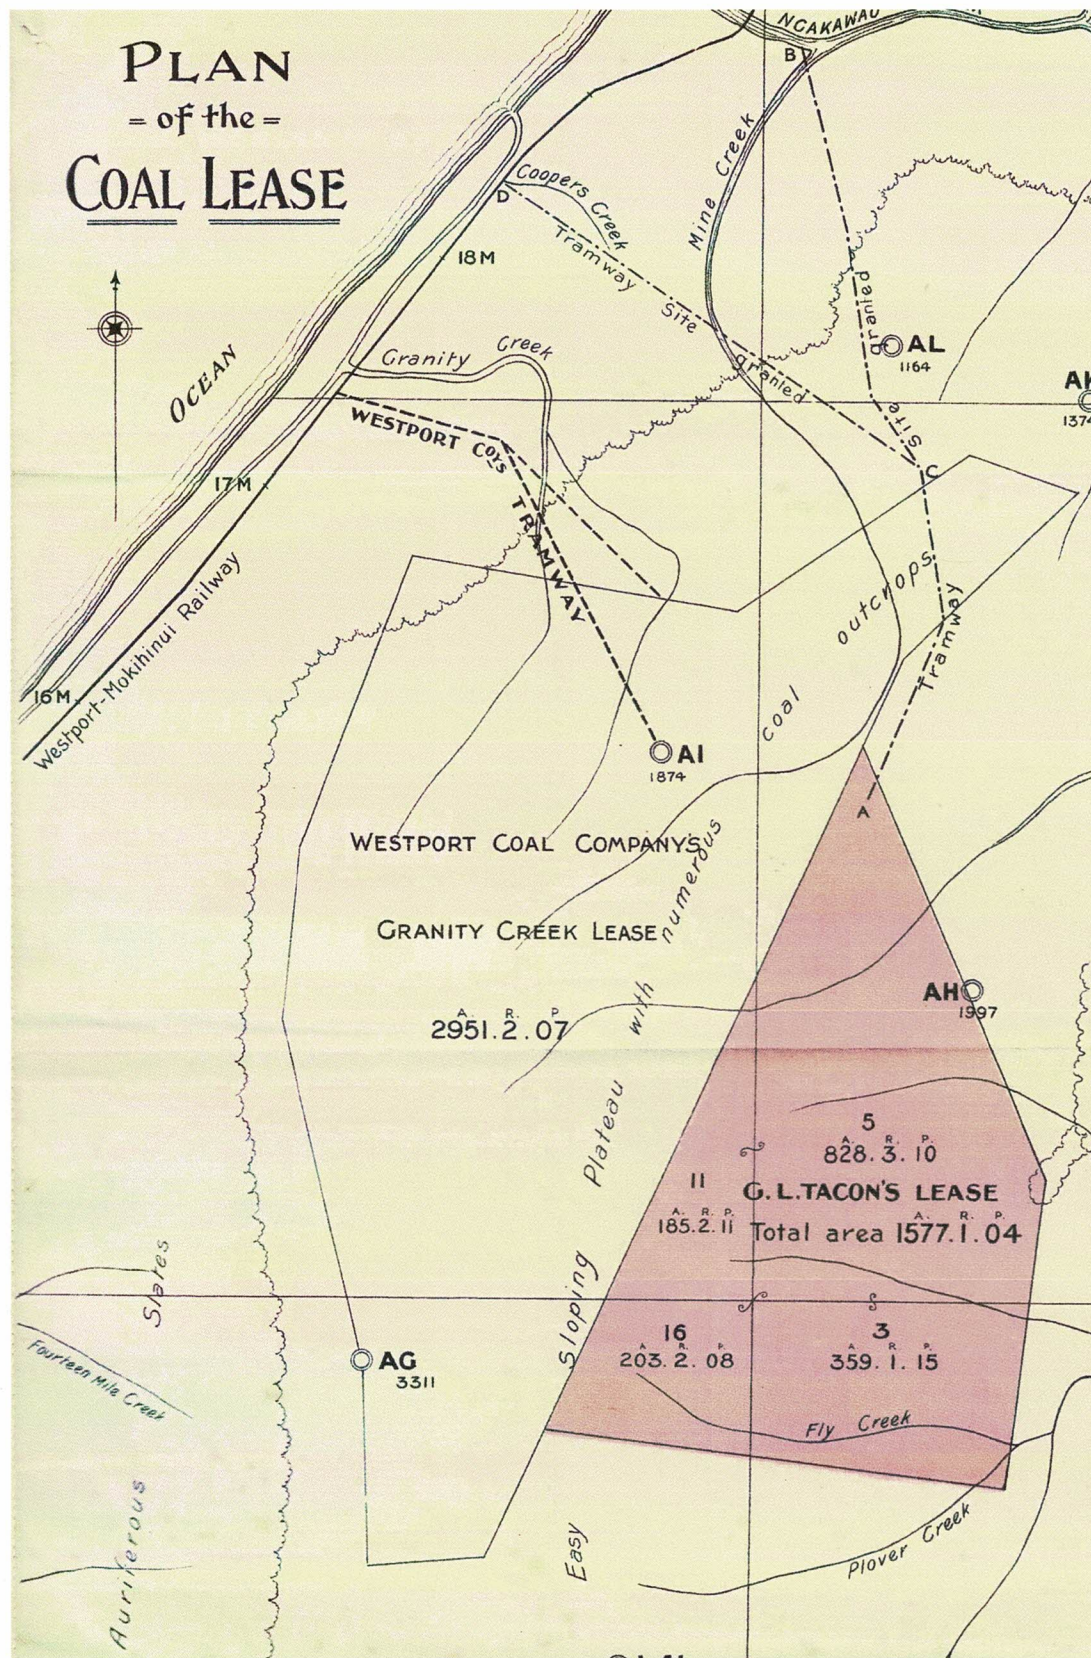 PLAN
= of the =
COAL LEASE
NGAKAWAU
B
Mine Creek
Coopers Creek
D
Tramway Site granted
18M
granted
AL
1164
Granity Creek
OCEAN
1374
WESTPORT Coys
TRAMWAY
Site
C
17M
Westport-Mokihinui Railway
16M
outcrops
Tramway
coal
AI
1874
A
WESTPORT COAL COMPANY'S
numerous
GRANITY CREEK LEASE
with
AH
1997
A. R. P.
2951.2.07
Plateau
5
A. R. P.
828.3.10
11
G.L.TACON'S LEASE
A. R. P.
185.2.11
A. R. P.
Total area 1577.1.04
Slates
Sloping
16
A. R. P.
203.2.08
3
A. R. P.
359.1.15
Fourteen Mile Creek
AG
3311
Fly Creek
Auriferous
Easy
Plover Creek